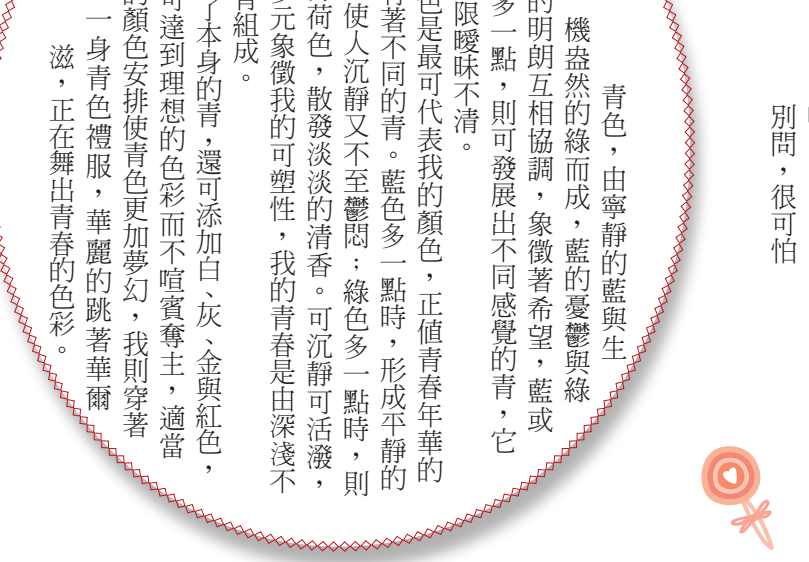 別問，很可怕
青色，由寧靜的藍與生
機盎然的綠而成，藍的憂鬱與綠
的明朗互相協調，象徵著希望，藍或
多一點，則可發展出不同感覺的青，它
限曖昧不清。
色是最可代表我的顏色，正值青春年華的
著不同的青。藍色多一點時，形成平靜的
使人沉靜又不至鬱悶；綠色多一點時，則
荷色，散發淡淡的清香。可沉靜可活潑，
元象徵我的可塑性，我的青春是由深淺不
組成。
了本身的青，還可添加白、灰、金與紅色，
達到理想的色彩而不喧賓奪主，適當
的顏色安排使青色更加夢幻，我則穿著
一身青色禮服，華麗的跳著華爾
滋，正在舞出青春的色彩。